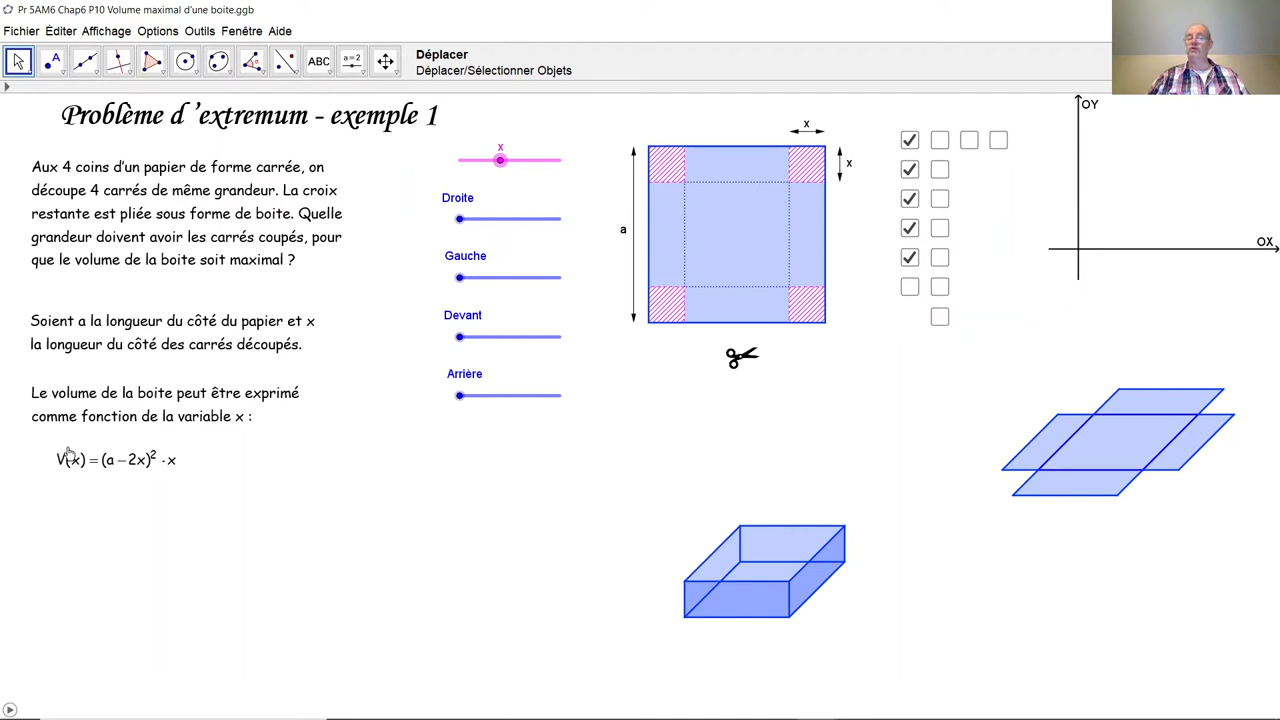 Pr 5AM6 Chap6 P10 Volume maximal d'une boite.ggb
Fichier Éditer Affichage Options Outils Fenêtre Aide
A
ABC
a=2
Déplacer
Déplacer/Sélectionner Objets
Problème d 'extremum - exemple 1
Aux 4 coins d'un papier de forme carrée, on
découpe 4 carrés de même grandeur. La croix
restante est pliée sous forme de boite. Quelle
grandeur doivent avoir les carrés coupés, pour
que le volume de la boite soit maximal ?
Soient a la longueur du côté du papier et x
la longueur du côté des carrés découpés.
Le volume de la boite peut être exprimé
comme fonction de la variable x :
V(x) = (a – 2x)² · x
x
Droite
Gauche
Devant
Arrière
x
x
a
OY
OX